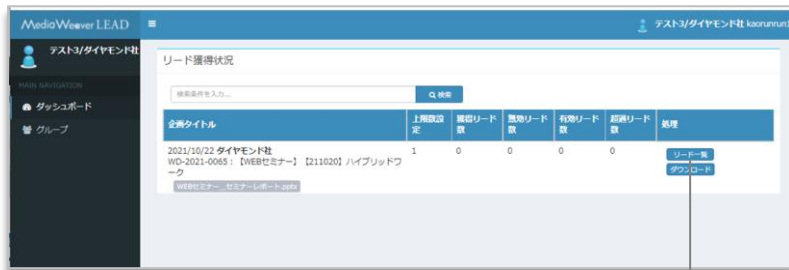 MediaWeaver LEAD
テスト3/ダイヤモンド社 kaorunrun1
テスト3/ダイヤモンド社
MAIN NAVIGATION
ダッシュボード
グループ
リード獲得状況
検索条件を入力...
検索
企画タイトル
上限数設定
獲得リード数
無効リード数
有効リード数
超過リード数
処理
2021/10/22 ダイヤモンド社
WD-2021-0065：【WEBセミナー】【211020】ハイブリッドワ
ーク
WEBセミナー__セミナーレポート.pptx
1
0
0
0
0
リード一覧
ダウンロード